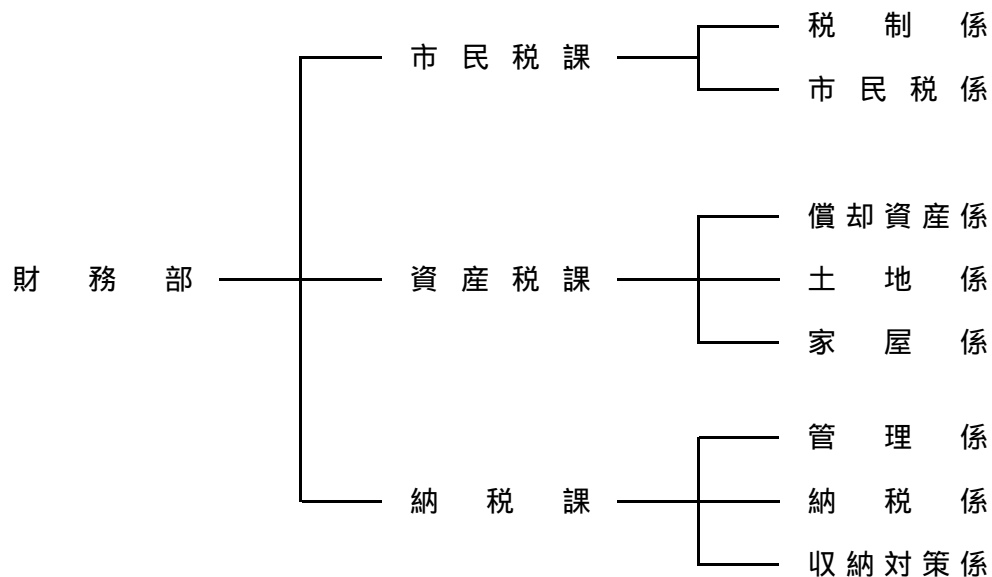 財務部
市民税課
税制係
市民税係
資産税課
償却資産係
土地係
家屋係
納税課
管理係
納税係
収納対策係